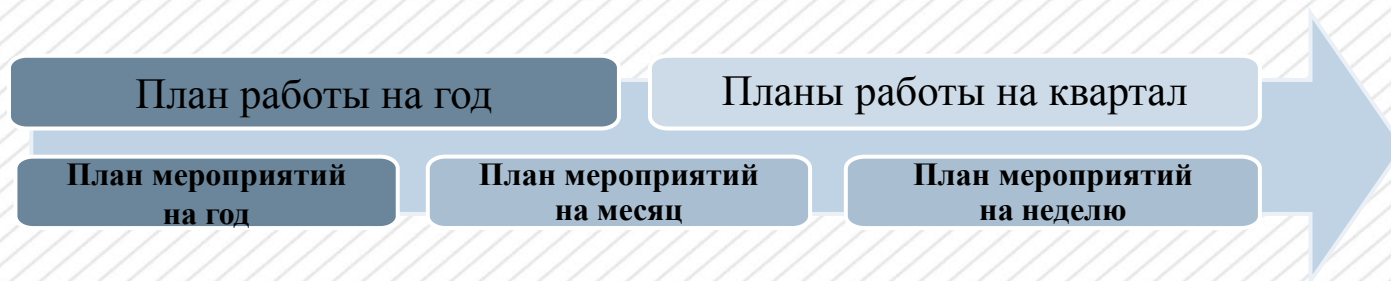 План работы на год
Планы работы на квартал
План мероприятий
на год
План мероприятий
на месяц
План мероприятий
на неделю